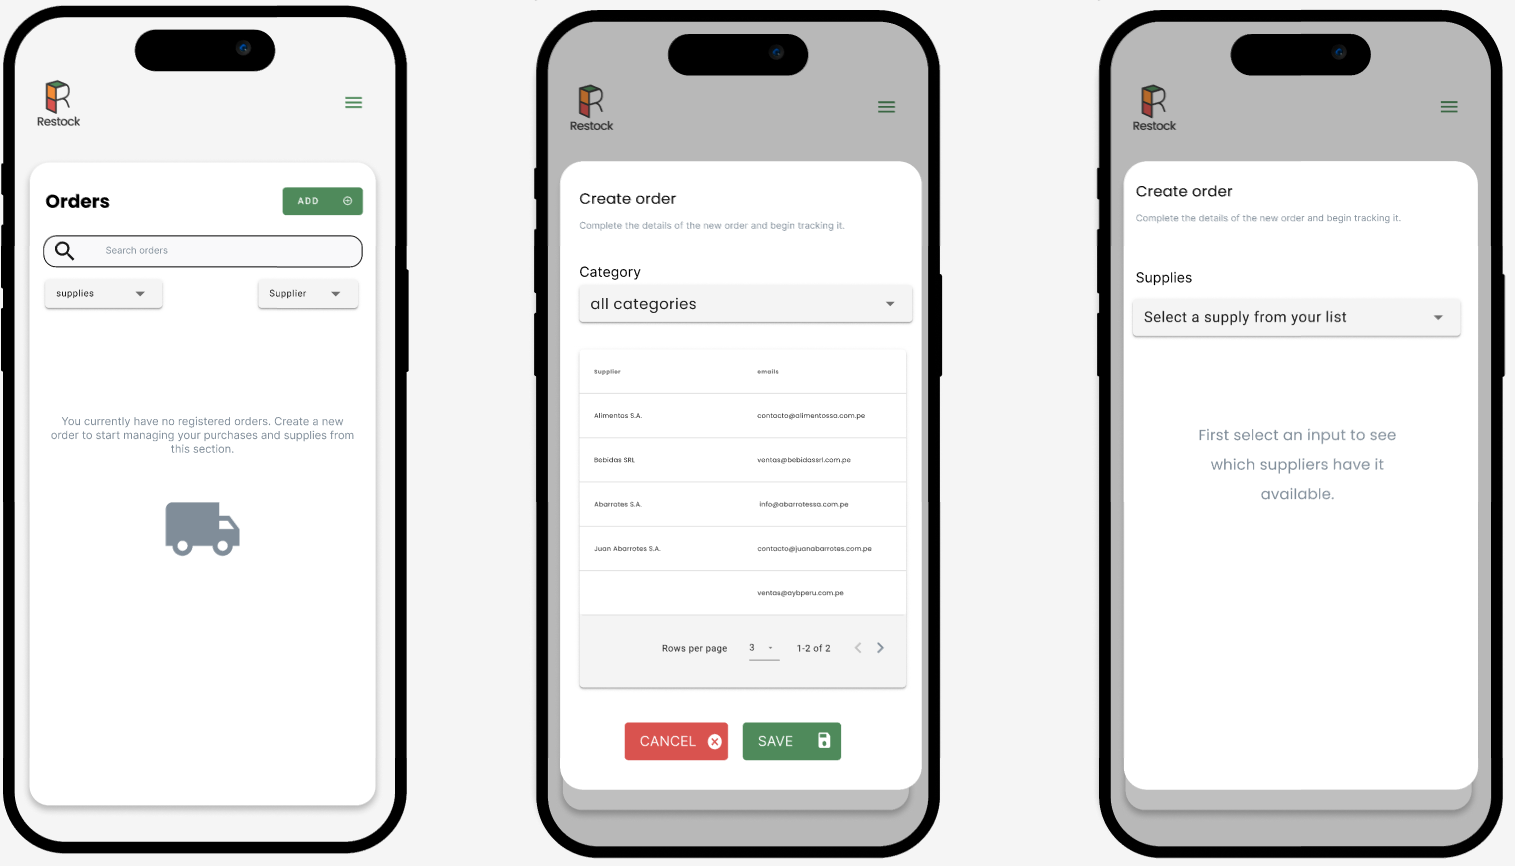 Restock
Orders
ADD
Search orders
supplies
Supplier
You currently have no registered orders. Create a new
order to start managing your purchases and supplies from
this section.
Restock
Create order
Complete the details of the new order and begin tracking it.
Category
all categories
Supplier emails
Alimentos S.A. contacto@alimentossa.com.pe
Bebidas SRL ventas@bebidassrl.com.pe
Abarrates S.A. info@abarrotessa.com.pe
Juan Abarrotes S.A. contacto@juanabarrotes.com.pe
ventas@aybperu.com.pe
Rows per page 3 1-2 of 2
CANCEL
SAVE
Restock
Create order
Complete the details of the new order and begin tracking it.
Supplies
Select a supply from your list
First select an input to see
which suppliers have it
available.